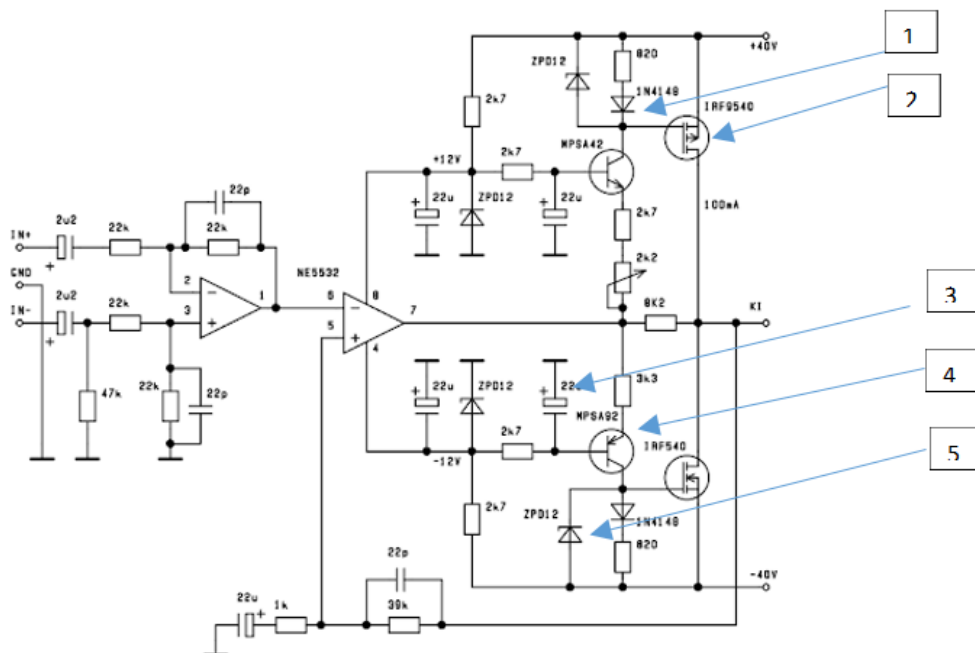 1
+40V
820
ZPD12
1N4148
IRF9540
2
2k7
MPSA42
+12V
2k7
22p
22u
ZPD12
22u
100mA
+
+
2u2
22k
22k
2k7
IN+
+
NE5532
2k2
GND
2
1
6
8
8K2
KI
3
2u2
22k
7
IN-
3
5
+
4
3k3
22u
ZPD12
4
+
+
47k
22k
22p
MPSA92
2k7
IRF540
-12V
5
2k7
ZPD12
1N4148
820
22p
-40V
22u
+
1k
39k